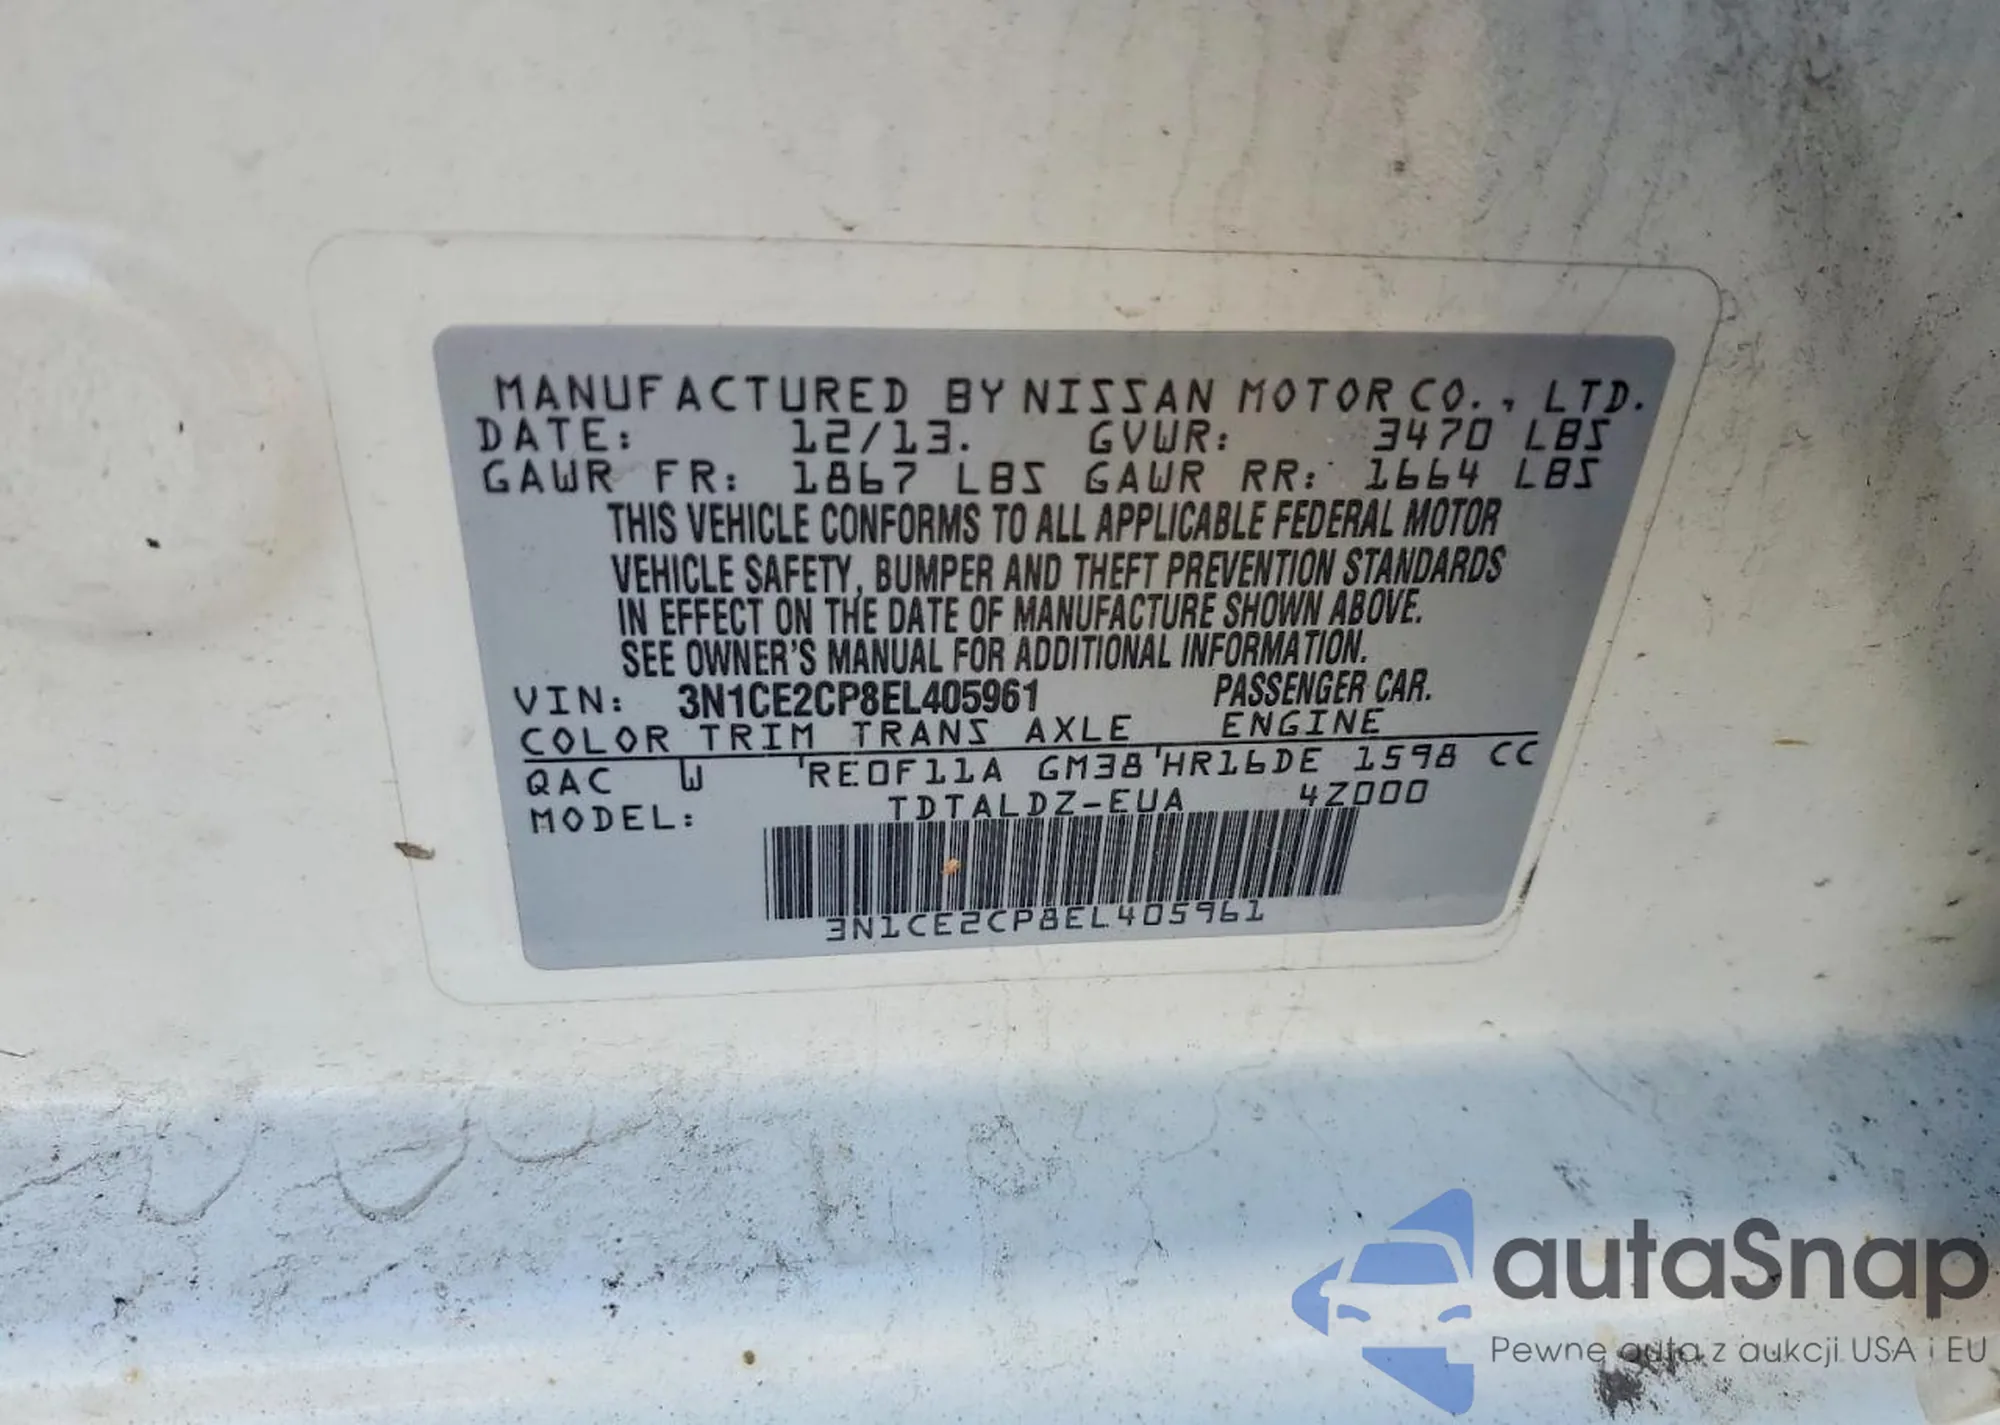 MANUFACTURED BY NISSAN MOTOR CO., LTD.
DATE: 12/13. GVWR: 3470 LBS
GAWR FR: 1867 LBS GAWR RR: 1664 LBS
THIS VEHICLE CONFORMS TO ALL APPLICABLE FEDERAL MOTOR
VEHICLE SAFETY, BUMPER AND THEFT PREVENTION STANDARDS
IN EFFECT ON THE DATE OF MANUFACTURE SHOWN ABOVE.
SEE OWNER'S MANUAL FOR ADDITIONAL INFORMATION.
VIN: 3N1CE2CP8EL405961 PASSENGER CAR.
COLOR TRIM TRANS AXLE ENGINE
QAC W 'RE0F11A GM38'HR16DE 1598 CC
MODEL: TDTALDZ-EUA 4Z000
3N1CE2CP8EL405961
autaSnap
Pewne auta z aukcji USA i EU